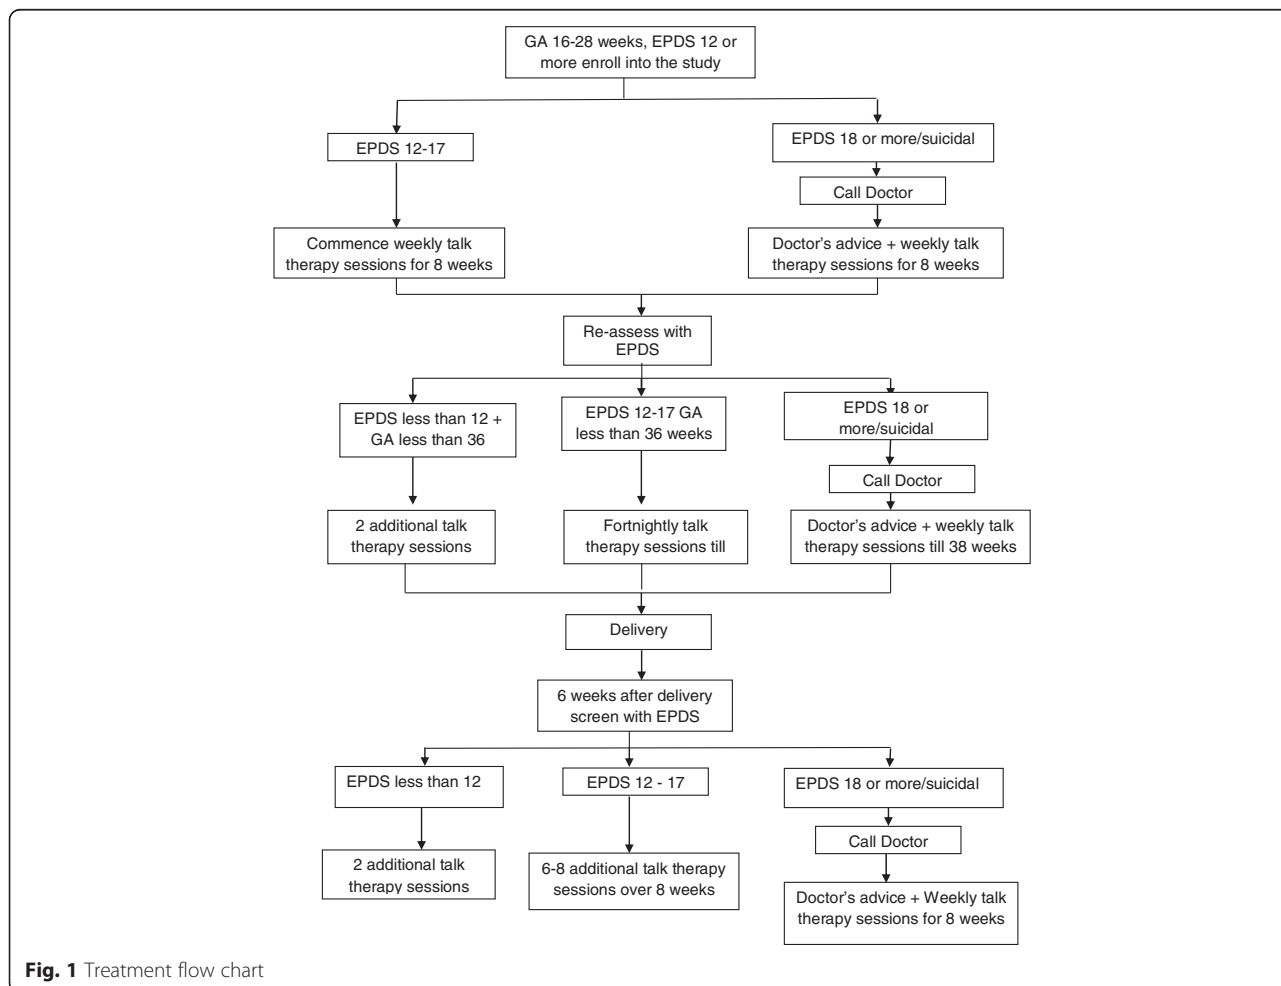 GA 16-28 weeks, EPDS 12 or
more enroll into the study
EPDS 12-17
EPDS 18 or more/suicidal
Call Doctor
Commence weekly talk
therapy sessions for 8 weeks
Doctor's advice + weekly talk
therapy sessions for 8 weeks
Re-assess with
EPDS
EPDS less than 12 +
GA less than 36
EPDS 12-17 GA
less than 36 weeks
EPDS 18 or
more/suicidal
Call Doctor
2 additional talk
therapy sessions
Fortnightly talk
therapy sessions till
Doctor's advice + weekly talk
therapy sessions till 38 weeks
Delivery
6 weeks after delivery
screen with EPDS
EPDS less than 12
EPDS 12 - 17
EPDS 18 or more/suicidal
Call Doctor
2 additional talk
therapy sessions
6-8 additional talk therapy
sessions over 8 weeks
Doctor's advice + Weekly talk
therapy sessions for 8 weeks
Fig. 1 Treatment flow chart